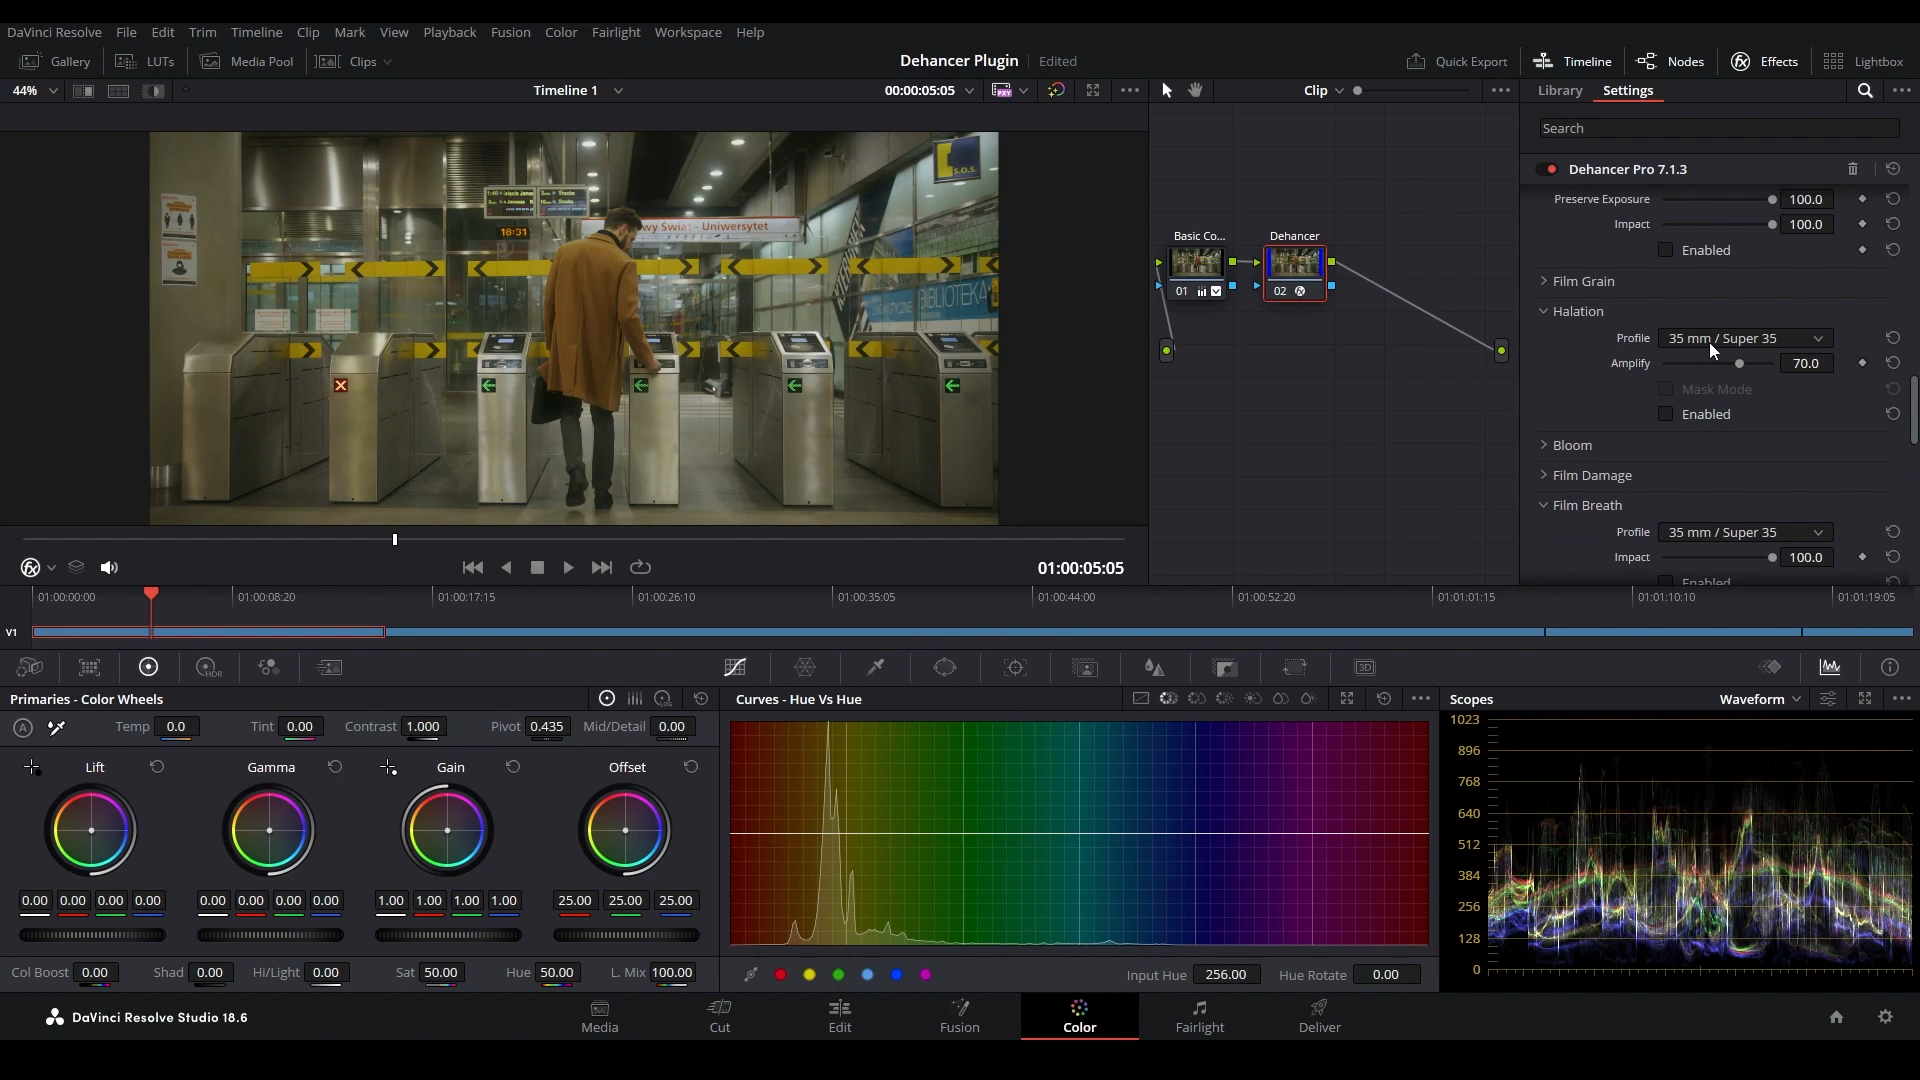 DaVinci Resolve File Edit Trim Timeline Clip Mark View Playback Fusion Color Fairlight Workspace Help
Gallery LUTs Media Pool Clips Dehancer Plugin Edited Quick Export Timeline Nodes Effects Lightbox
44% Timeline 1 00:00:05:05 PXY Clip Library Settings
Search
Dehancer Pro 7.1.3
Preserve Exposure 100.0
Impact 100.0
Enabled
Film Grain
Halation
Profile 35 mm / Super 35
Amplify 70.0
Mask Mode
Enabled
Bloom
Film Damage
Film Breath
Profile 35 mm / Super 35
Impact 100.0
Enabled
Basic Co... Dehancer
01 02
S.O.S.
18:31
wy Świat - Uniwersytet
BIBLIOTEKA
01:00:05:05
01:00:00:00 01:00:08:20 01:00:17:15 01:00:26:10 01:00:35:05 01:00:44:00 01:00:52:20 01:01:01:15 01:01:10:10 01:01:19:05
V1
HDR 3D
Primaries - Color Wheels LOG Curves - Hue Vs Hue Scopes Waveform
A Temp 0.0 Tint 0.00 Contrast 1.000 Pivot 0.435 Mid/Detail 0.00
Lift Gamma Gain Offset
0.00 0.00 0.00 0.00 0.00 0.00 0.00 0.00 1.00 1.00 1.00 1.00 25.00 25.00 25.00
Col Boost 0.00 Shad 0.00 Hi/Light 0.00 Sat 50.00 Hue 50.00 L. Mix 100.00
Input Hue 256.00 Hue Rotate 0.00
1023
896
768
640
512
384
256
128
0
DaVinci Resolve Studio 18.6 Media Cut Edit Fusion Color Fairlight Deliver